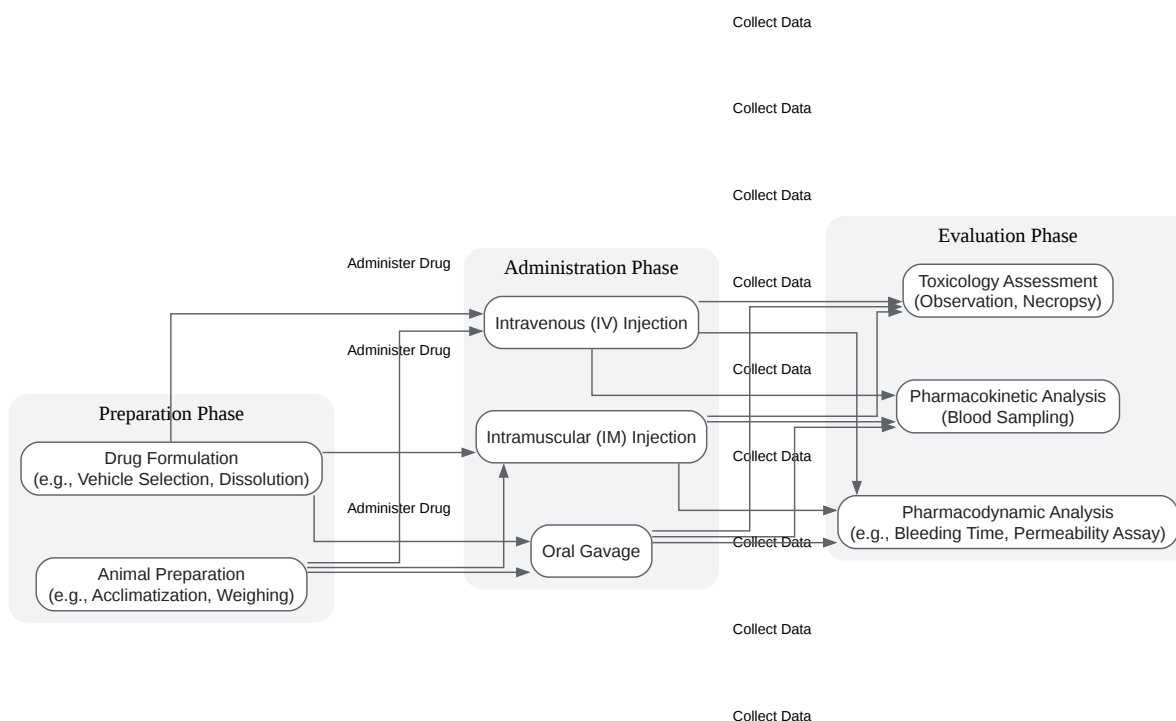 Collect Data
Collect Data
Collect Data
Evaluation Phase
Administer Drug
Administration Phase
Collect Data
Toxicology Assessment
(Observation, Necropsy)
Intravenous (IV) Injection
Administer Drug
Collect Data
Pharmacokinetic Analysis
(Blood Sampling)
Preparation Phase
Intramuscular (IM) Injection
Drug Formulation
(e.g., Vehicle Selection, Dissolution)
Collect Data
Administer Drug
Pharmacodynamic Analysis
(e.g., Bleeding Time, Permeability Assay)
Collect Data
Oral Gavage
Animal Preparation
(e.g., Acclimatization, Weighing)
Collect Data
Collect Data